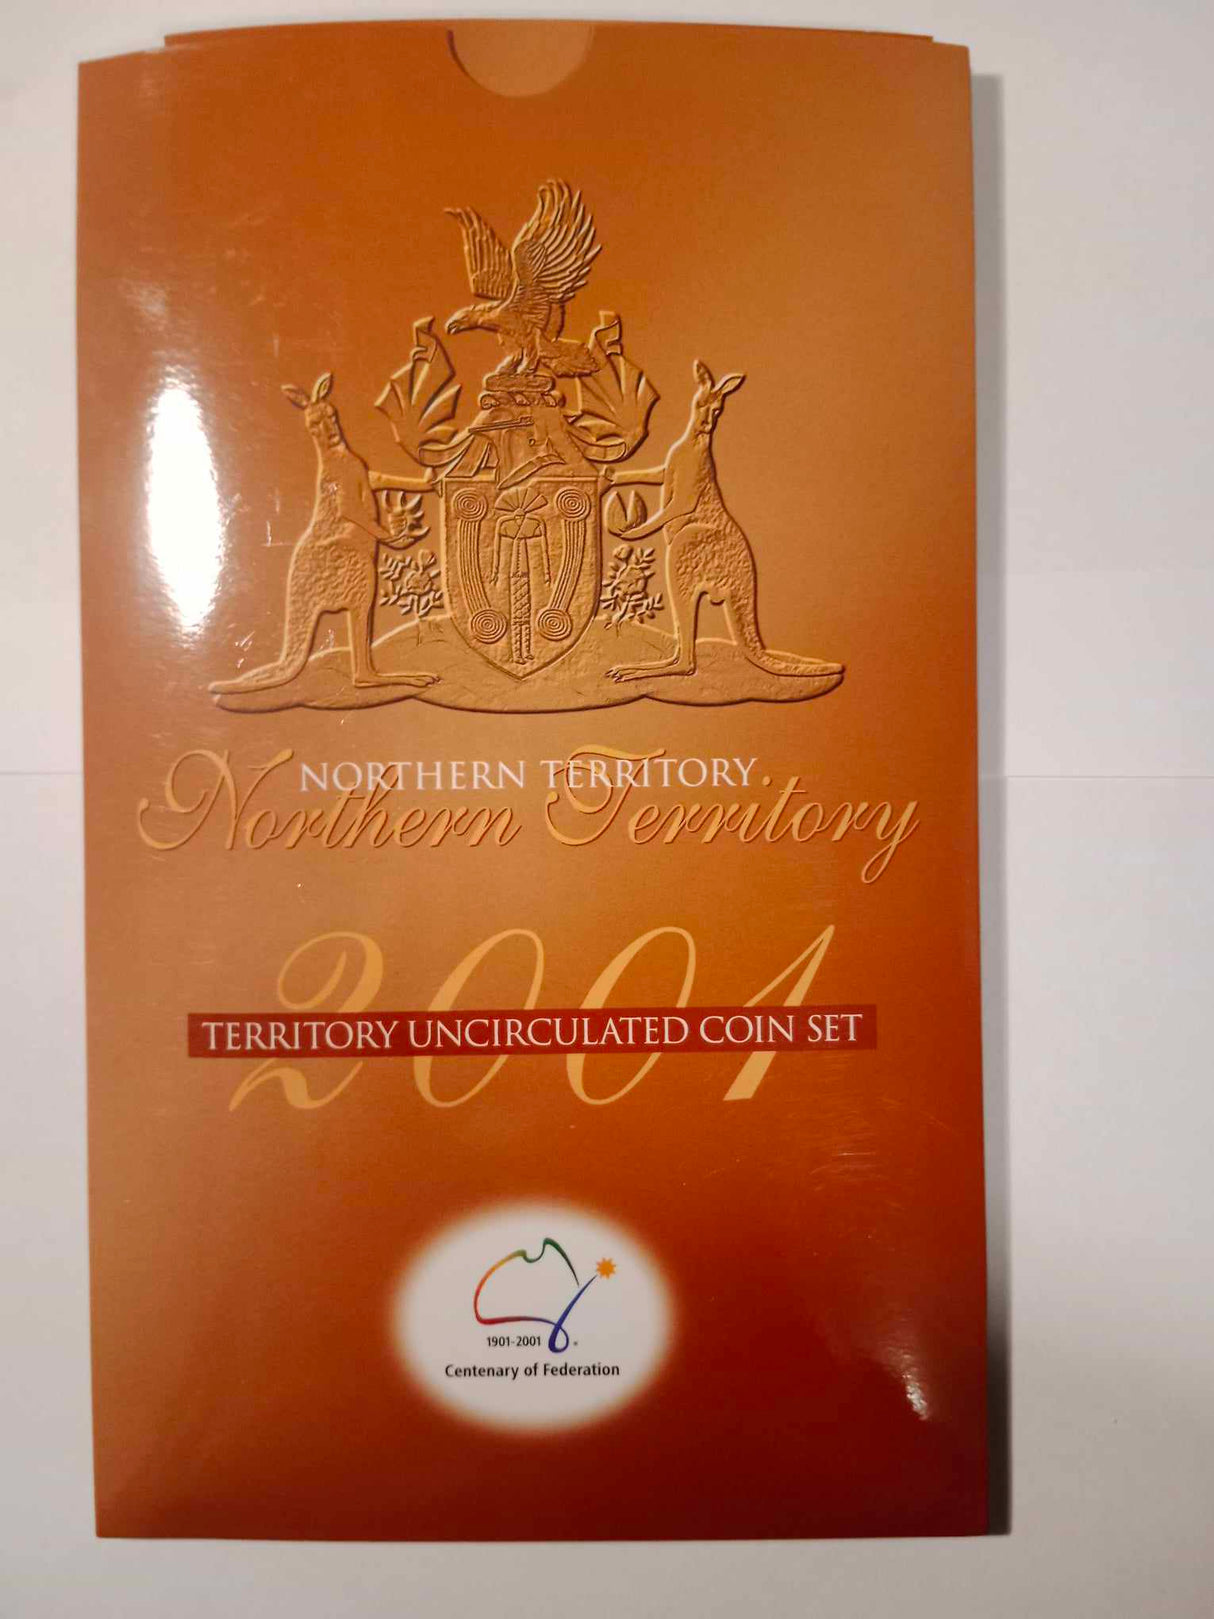 NORTHERN TERRITORY
Northern Territory
2001
TERRITORY UNCIRCULATED COIN SET
1901-2001
Centenary of Federation